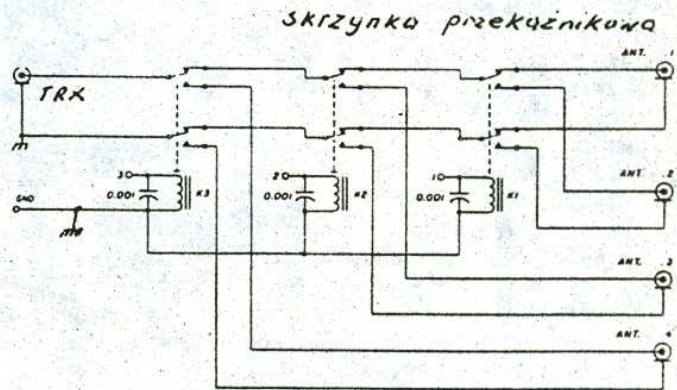 Skrzynka przekaźnikowa
ANT. 1
TRX
3
2
1
0.001
K3
0.001
K2
0.001
K1
ANT. 2
GND
ANT. 3
ANT. 4